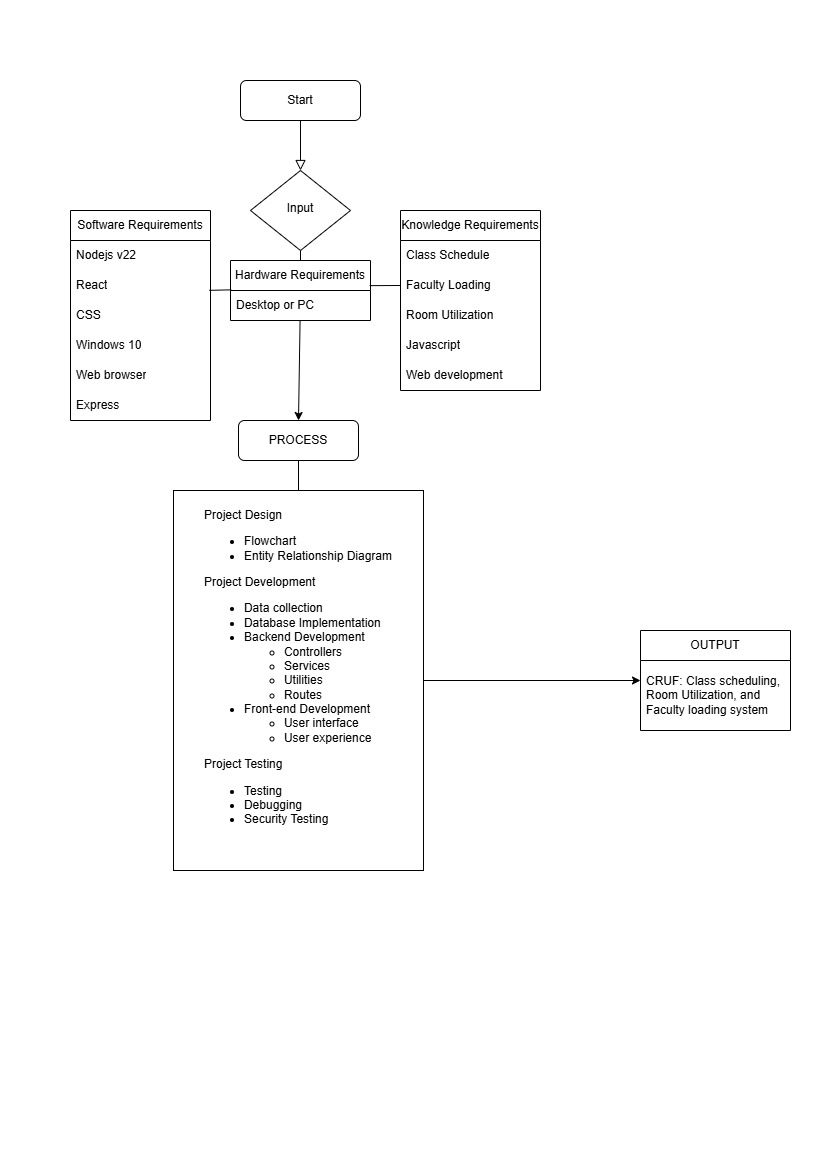 Start
Input
Software Requirements
Nodejs v22
React
CSS
Windows 10
Web browser
Express
Hardware Requirements
Desktop or PC
Knowledge Requirements
Class Schedule
Faculty Loading
Room Utilization
Javascript
Web development
PROCESS
Project Design
Flowchart
Entity Relationship Diagram
Project Development
Data collection
Database Implementation
Backend Development
Controllers
Services
Utilities
Routes
Front-end Development
User interface
User experience
Project Testing
Testing
Debugging
Security Testing
OUTPUT
CRUF: Class scheduling,
Room Utilization, and
Faculty loading system